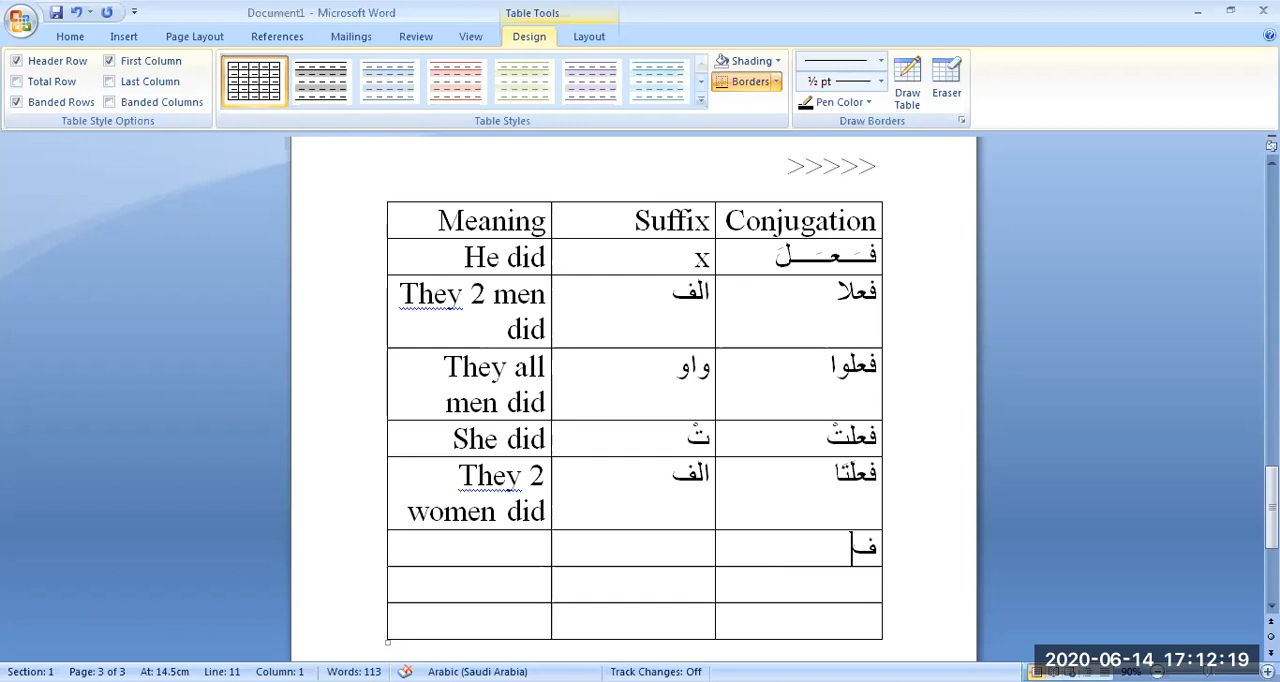 Document1 - Microsoft Word
Table Tools
Home
Insert
Page Layout
References
Mailings
Review
View
Design
Layout
Header Row
First Column
Total Row
Last Column
Banded Rows
Banded Columns
Table Style Options
Table Styles
Shading
Borders
½ pt
Pen Color
Draw
Table
Eraser
Draw Borders
>>>>>
Meaning Suffix Conjugation
He did x فَـــعَـــلَ
They 2 men الف فعلا
did
They all واو فعلوا
men did
She did تْ فعلتْ
They 2 الف فعلَتَا
women did
ف
Section: 1
Page: 3 of 3
At: 14.5cm
Line: 11
Column: 1
Words: 113
Arabic (Saudi Arabia)
Track Changes: Off
90%
2020-06-14 17:12:19